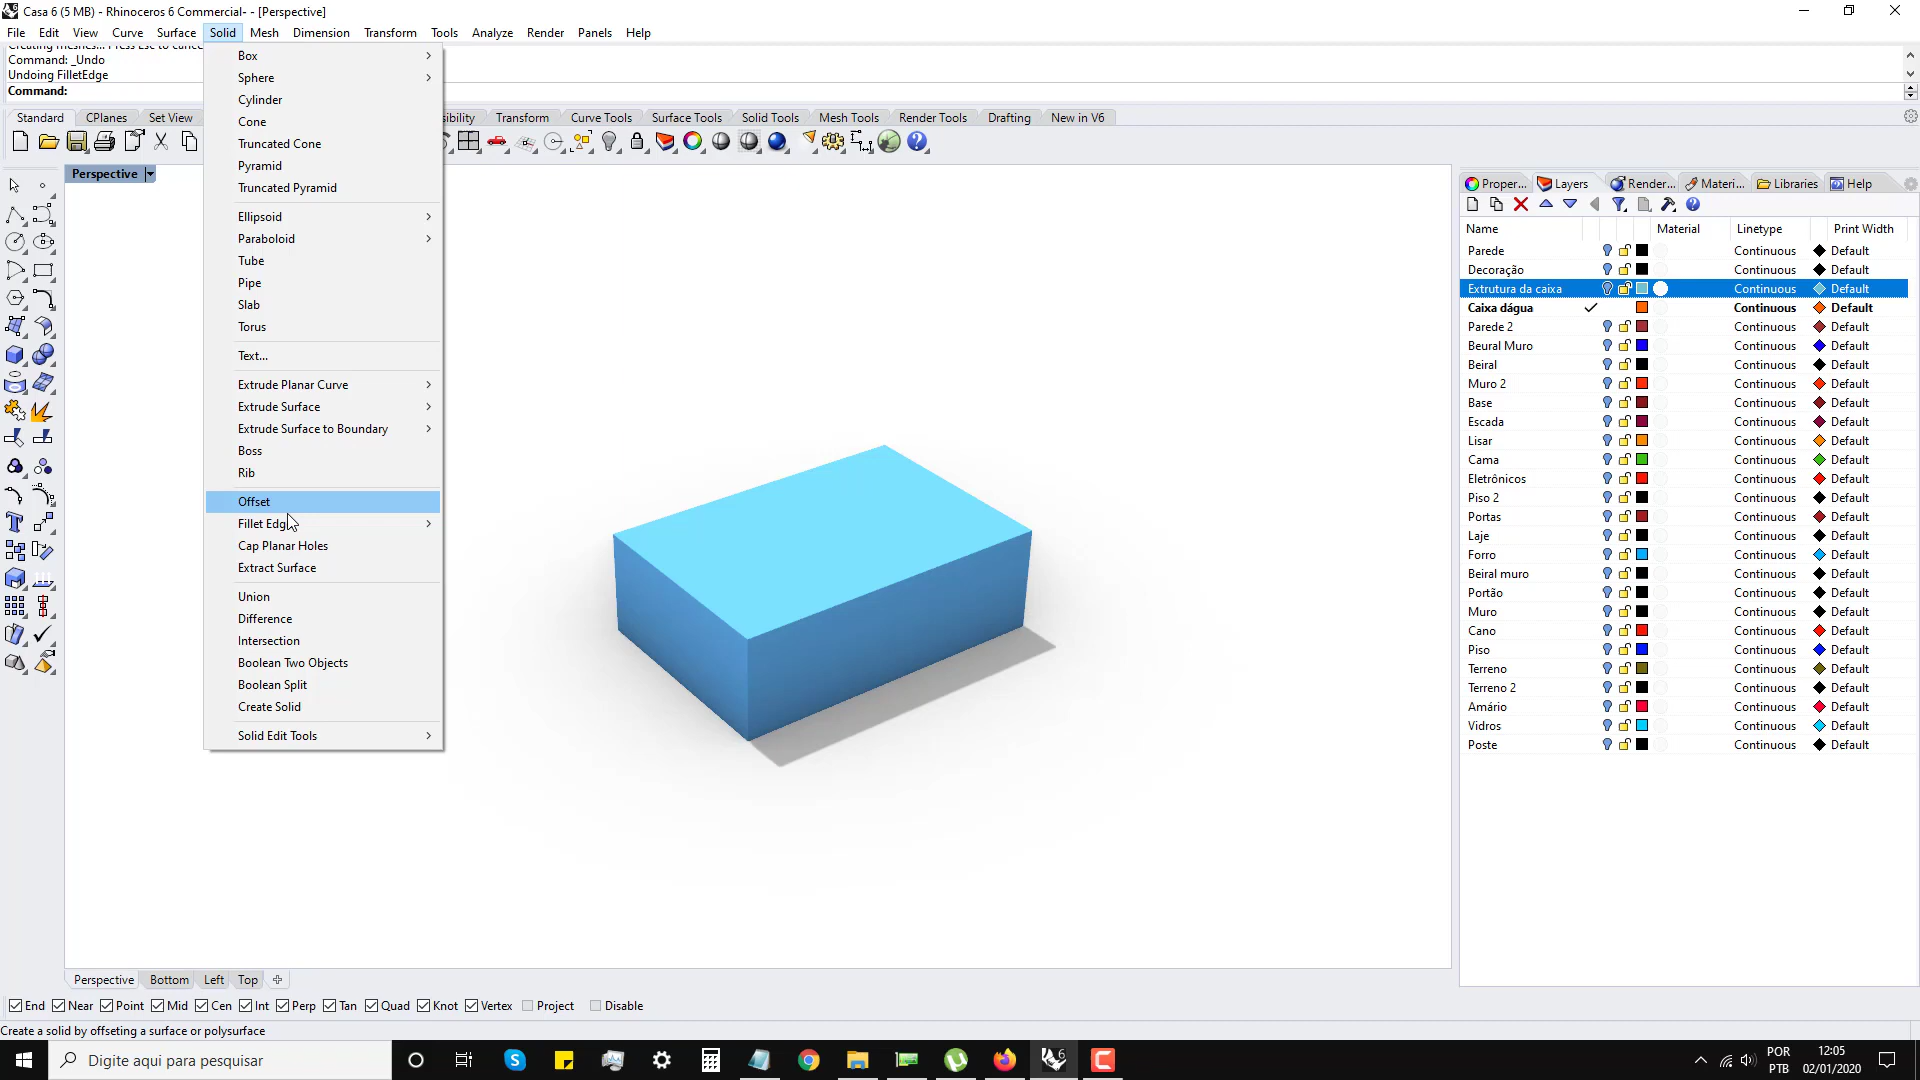 Casa 6 (5 MB) - Rhinoceros 6 Commercial- - [Perspective]
File Edit View Curve Surface Solid Mesh Dimension Transform Tools Analyze Render Panels Help
Command: _Undo
Undoing FilletEdge
Command:
Standard CPlanes Set View Transform Curve Tools Surface Tools Solid Tools Mesh Tools Render Tools Drafting New in V6
Perspective
Box
Sphere
Cylinder
Cone
Truncated Cone
Pyramid
Truncated Pyramid
Ellipsoid
Paraboloid
Tube
Pipe
Slab
Torus
Text...
Extrude Planar Curve
Extrude Surface
Extrude Surface to Boundary
Boss
Rib
Offset
Fillet Edge
Cap Planar Holes
Extract Surface
Union
Difference
Intersection
Boolean Two Objects
Boolean Split
Create Solid
Solid Edit Tools
Proper... Layers Render... Materi... Libraries Help
Name Material Linetype Print Width
Parede Continuous Default
Decoração Continuous Default
Extrutura da caixa Continuous Default
Caixa dágua Continuous Default
Parede 2 Continuous Default
Beural Muro Continuous Default
Beiral Continuous Default
Muro 2 Continuous Default
Base Continuous Default
Escada Continuous Default
Lisar Continuous Default
Cama Continuous Default
Eletrônicos Continuous Default
Piso 2 Continuous Default
Portas Continuous Default
Laje Continuous Default
Forro Continuous Default
Beiral muro Continuous Default
Portão Continuous Default
Muro Continuous Default
Cano Continuous Default
Piso Continuous Default
Terreno Continuous Default
Terreno 2 Continuous Default
Amário Continuous Default
Vidros Continuous Default
Poste Continuous Default
Perspective Bottom Left Top
End Near Point Mid Cen Int Perp Tan Quad Knot Vertex Project Disable
Create a solid by offsetting a surface or polysurface
Digite aqui para pesquisar
POR
PTB
12:05
02/01/2020